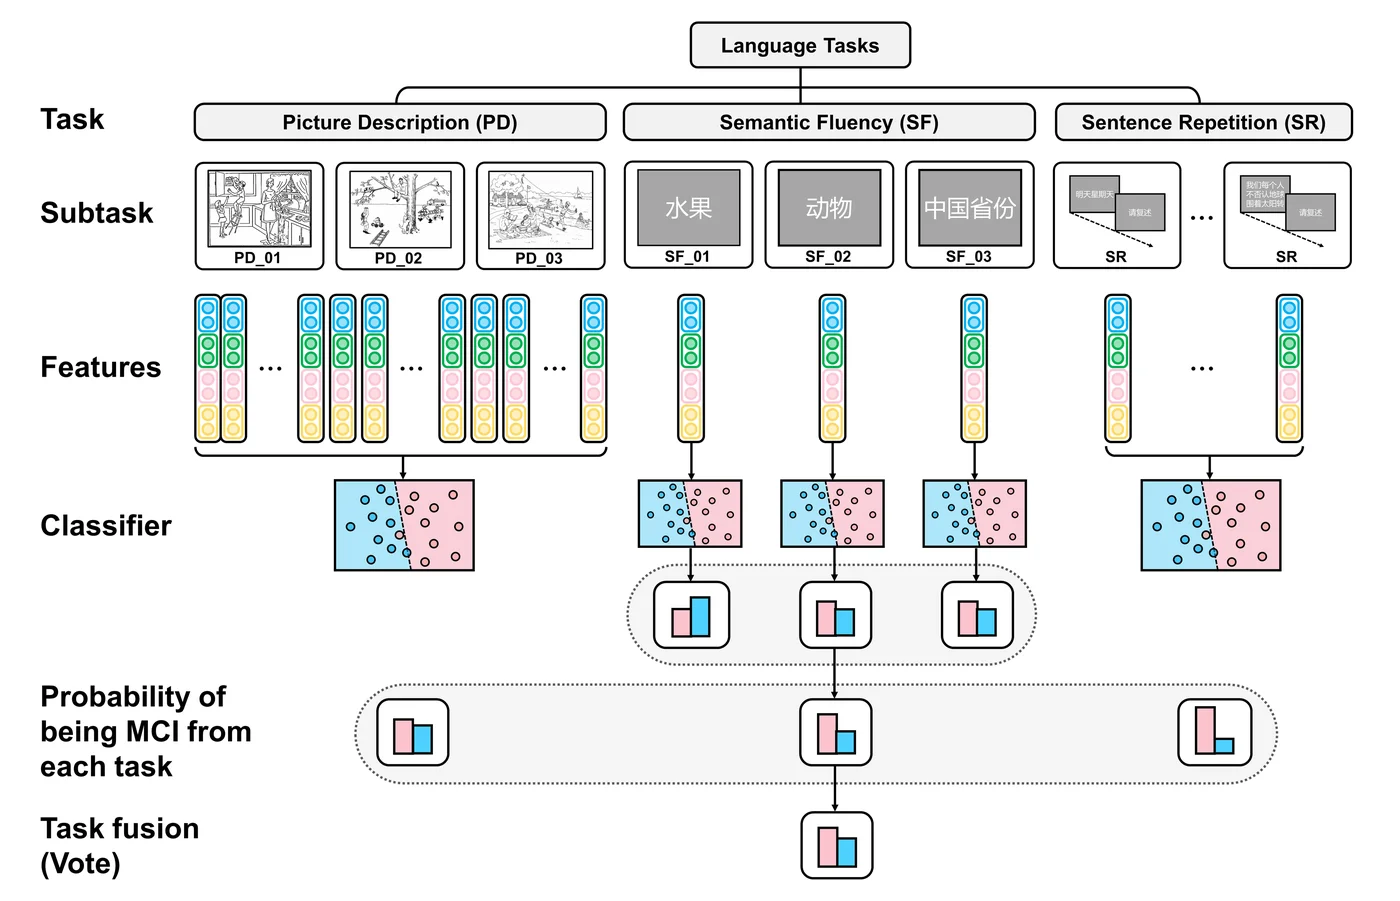 Language Tasks
Task
Picture Description (PD)
Semantic Fluency (SF)
Sentence Repetition (SR)
Subtask
PD_01
PD_02
PD_03
水果
SF_01
动物
SF_02
中国省份
SF_03
明天星期天
请复述
SR
...
我们每个人
不否认地球
围着太阳转
请复述
SR
Features
...
...
...
...
Classifier
Probability of
being MCI from
each task
Task fusion
(Vote)